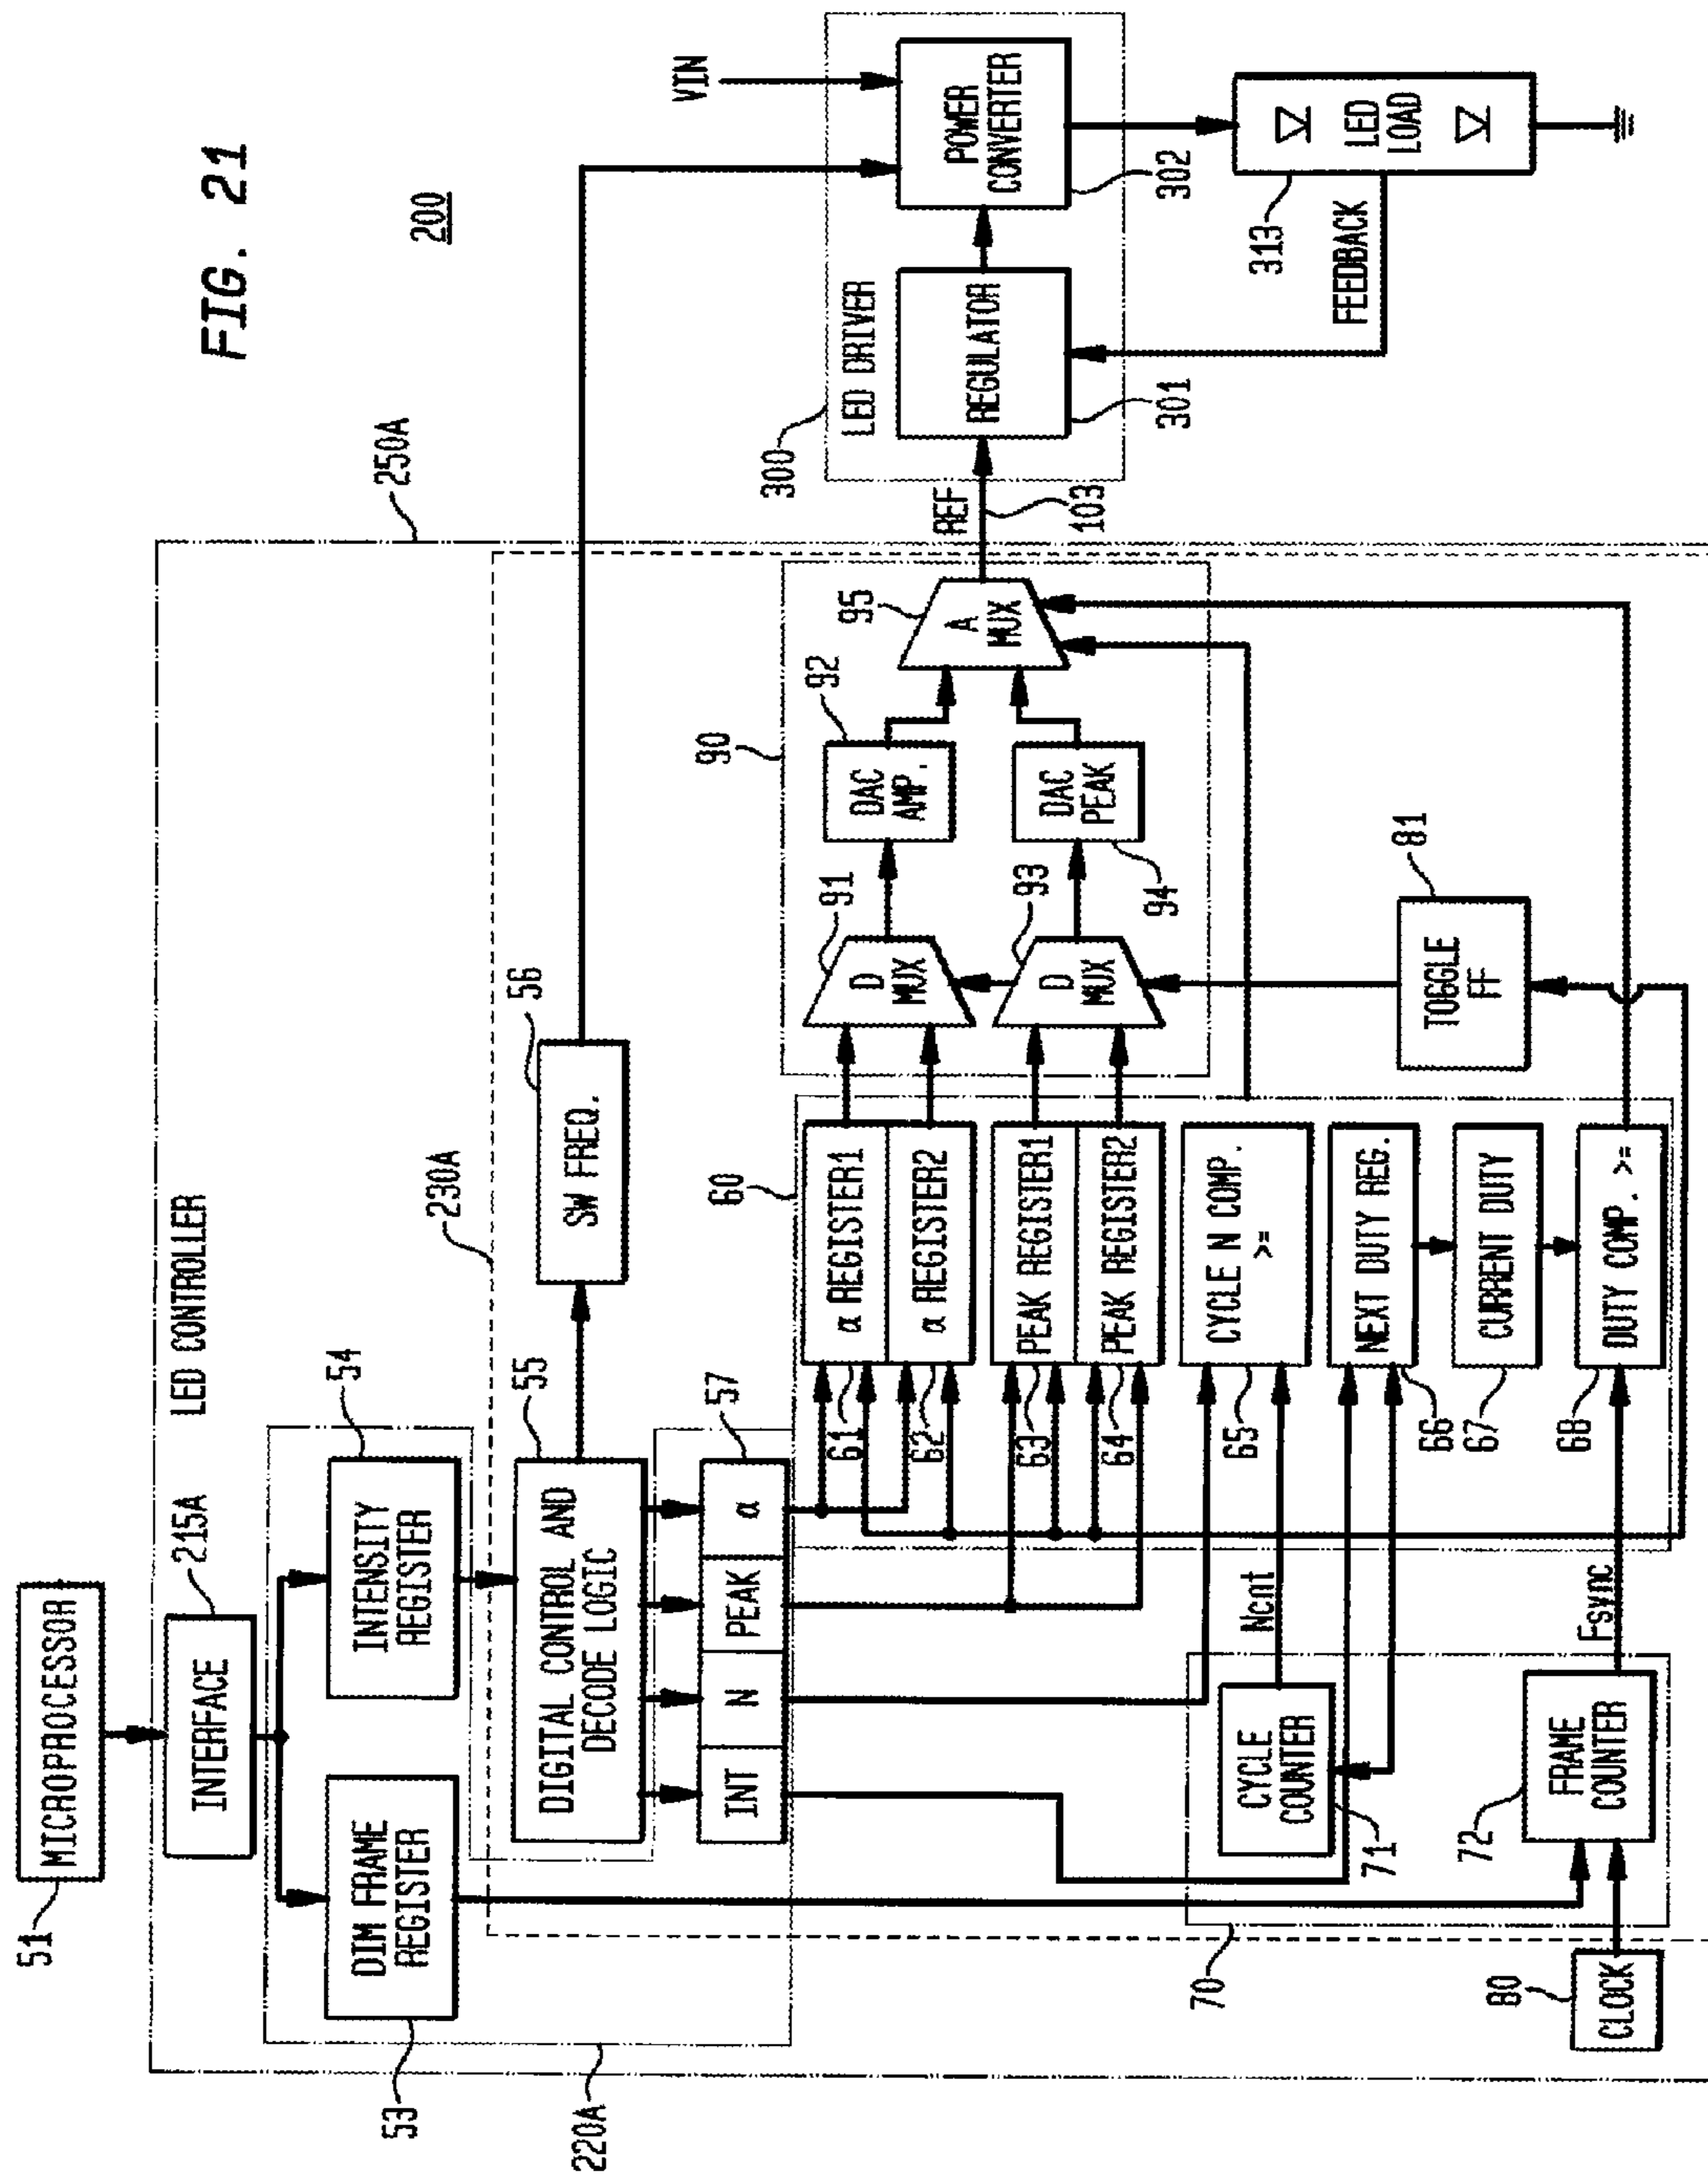 FIG. 21
200
51
MICROPROCESSOR
LED CONTROLLER
250A
215A
INTERFACE
220A
53
DIM FRAME
REGISTER
54
INTENSITY
REGISTER
230A
55
DIGITAL CONTROL AND
DECODE LOGIC
56
SW FREQ.
57
INT
N
PEAK
α
60
α REGISTER1
61
α REGISTER2
62
PEAK REGISTER1
63
PEAK REGISTER2
64
CYCLE N COMP.
>=
65
NEXT DUTY REG.
66
CURRENT DUTY
67
DUTY COMP. >=
68
70
CYCLE
COUNTER
71
Ncnt
72
FRAME
COUNTER
Fsync
80
CLOCK
TOGGLE
FF
81
90
91
D
MUX
92
DAC
AMP.
93
D
MUX
DAC
PEAK
94
95
A
MUX
REF
103
300
LED DRIVER
REGULATOR
301
POWER
CONVERTER
302
VIN
313
LED
LOAD
FEEDBACK